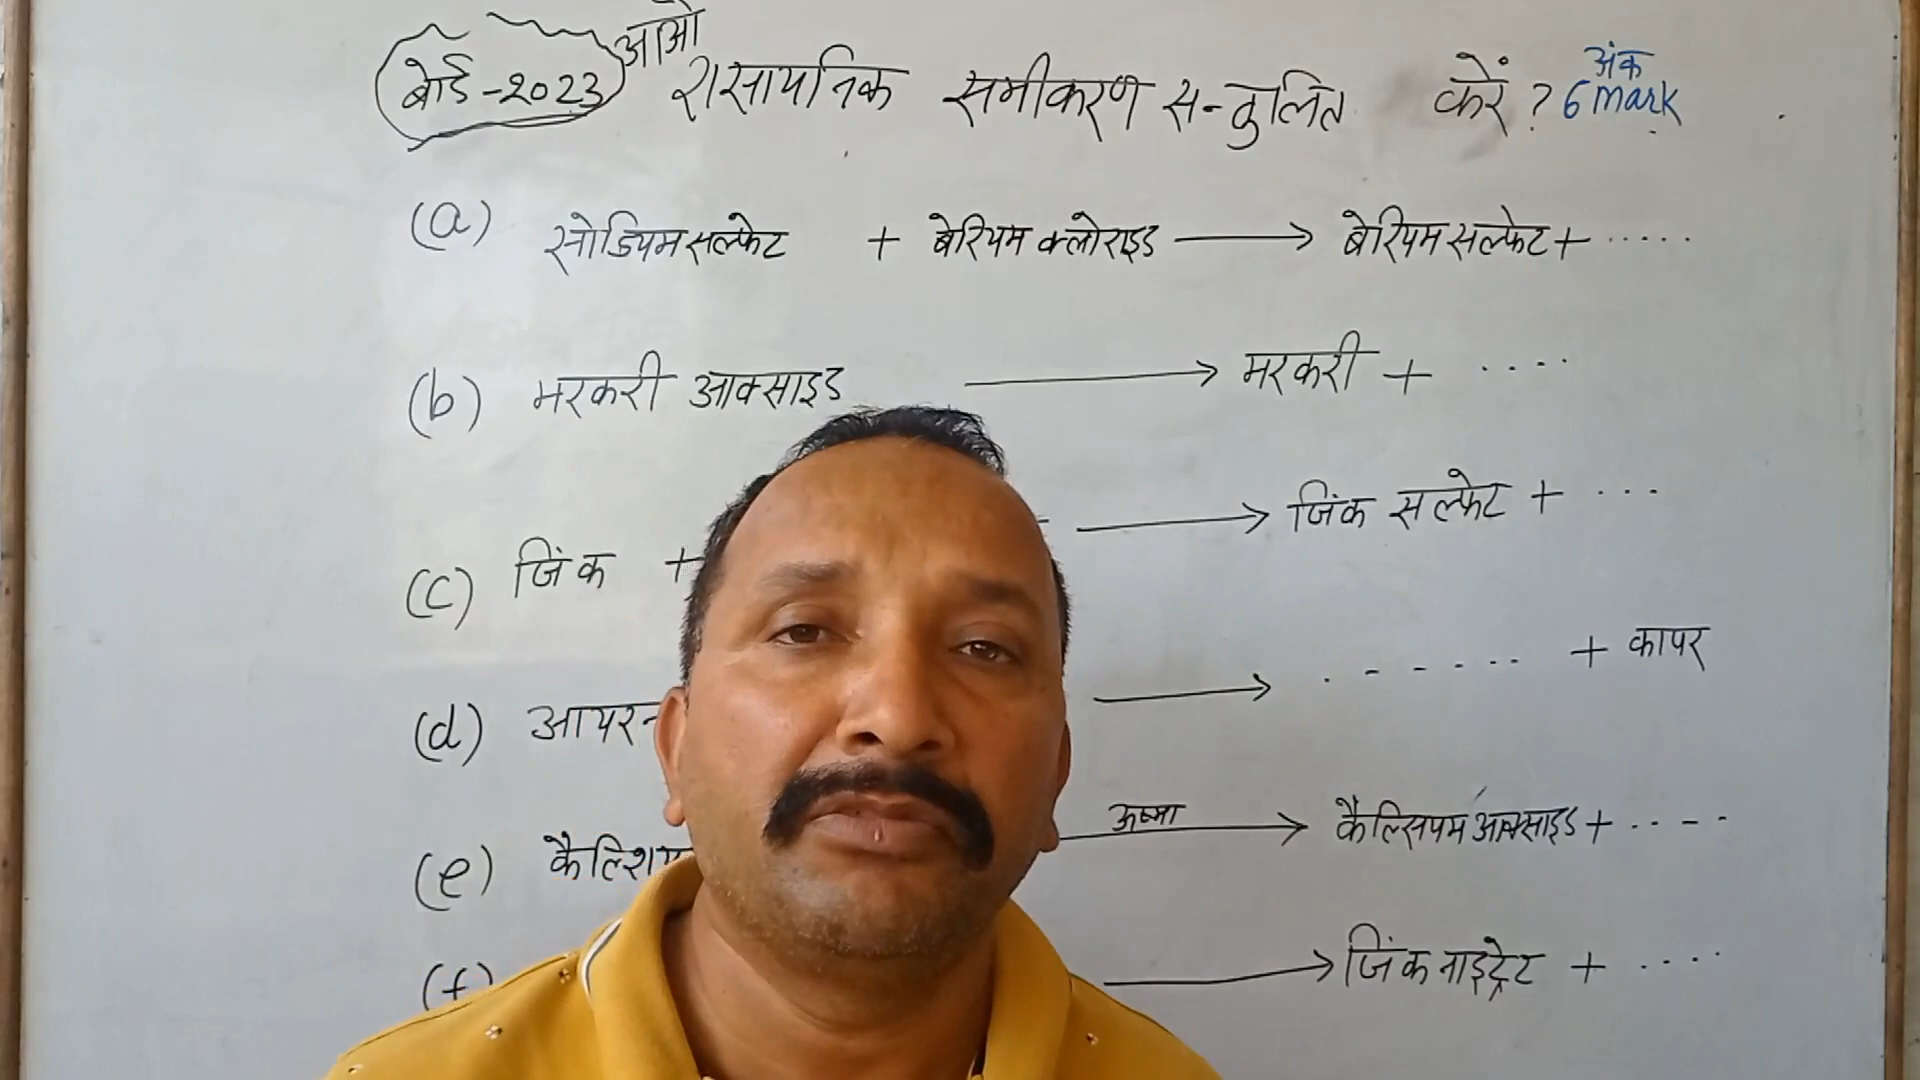 बोर्ड-2023 आओ रासायनिक समीकरण सन्तुलित करें? 6 अंक mark
(a) सोडियम सल्फेट + बेरियम क्लोराइड → बेरियम सल्फेट + .....
(b) मरकरी आक्साइड → मरकरी + ....
(c) जिंक + → जिंक सल्फेट + ...
(d) आयरन → ....... + कापर
(e) कैल्शिय ऊष्मा → कैल्सियम आक्साइड + ....
(f) → जिंक नाइट्रेट + ....